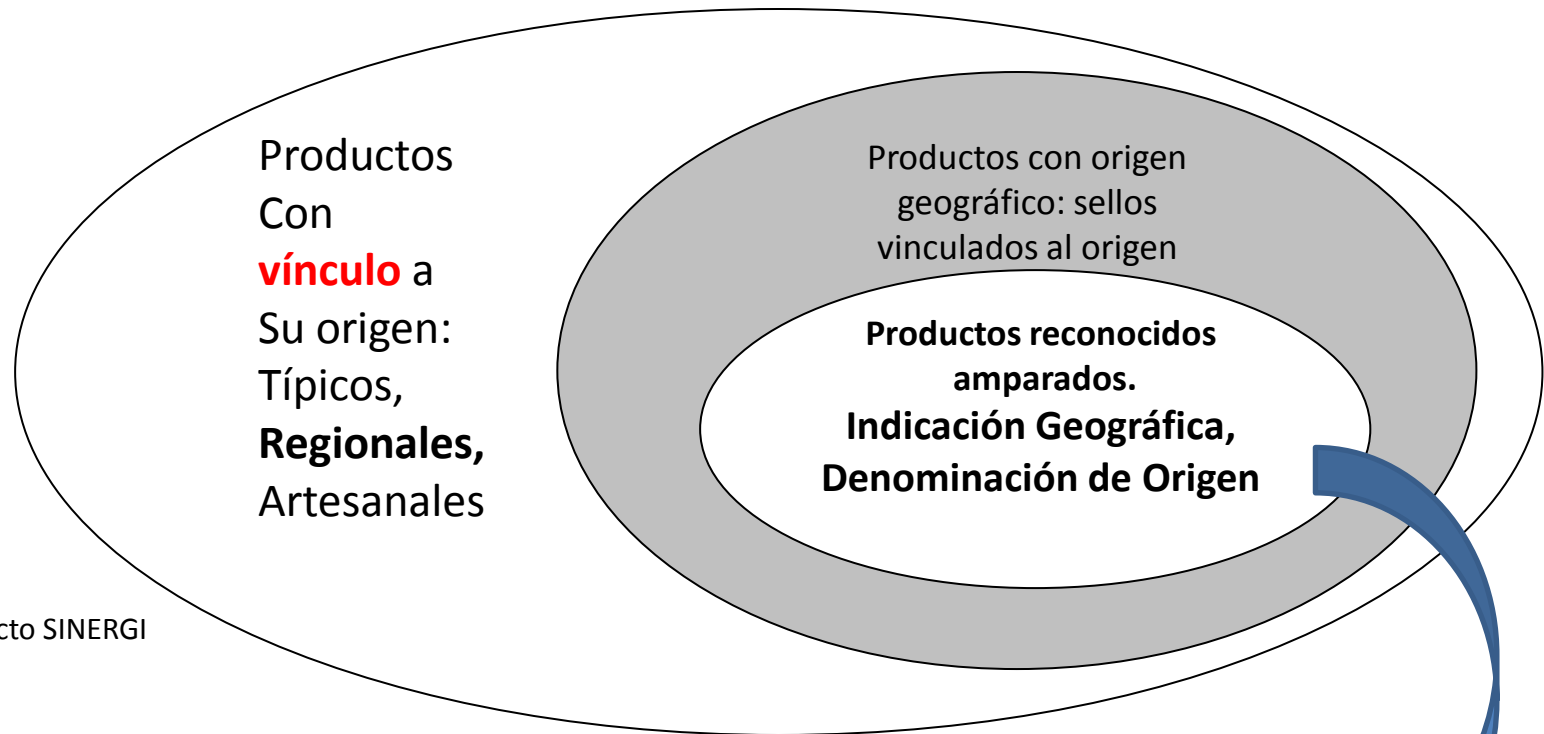 Productos
Con
vínculo a
Su origen:
Típicos,
Regionales,
Artesanales
Productos con origen
geográfico: sellos
vinculados al origen
Productos reconocidos
amparados.
Indicación Geográfica,
Denominación de Origen
cto SINERGI